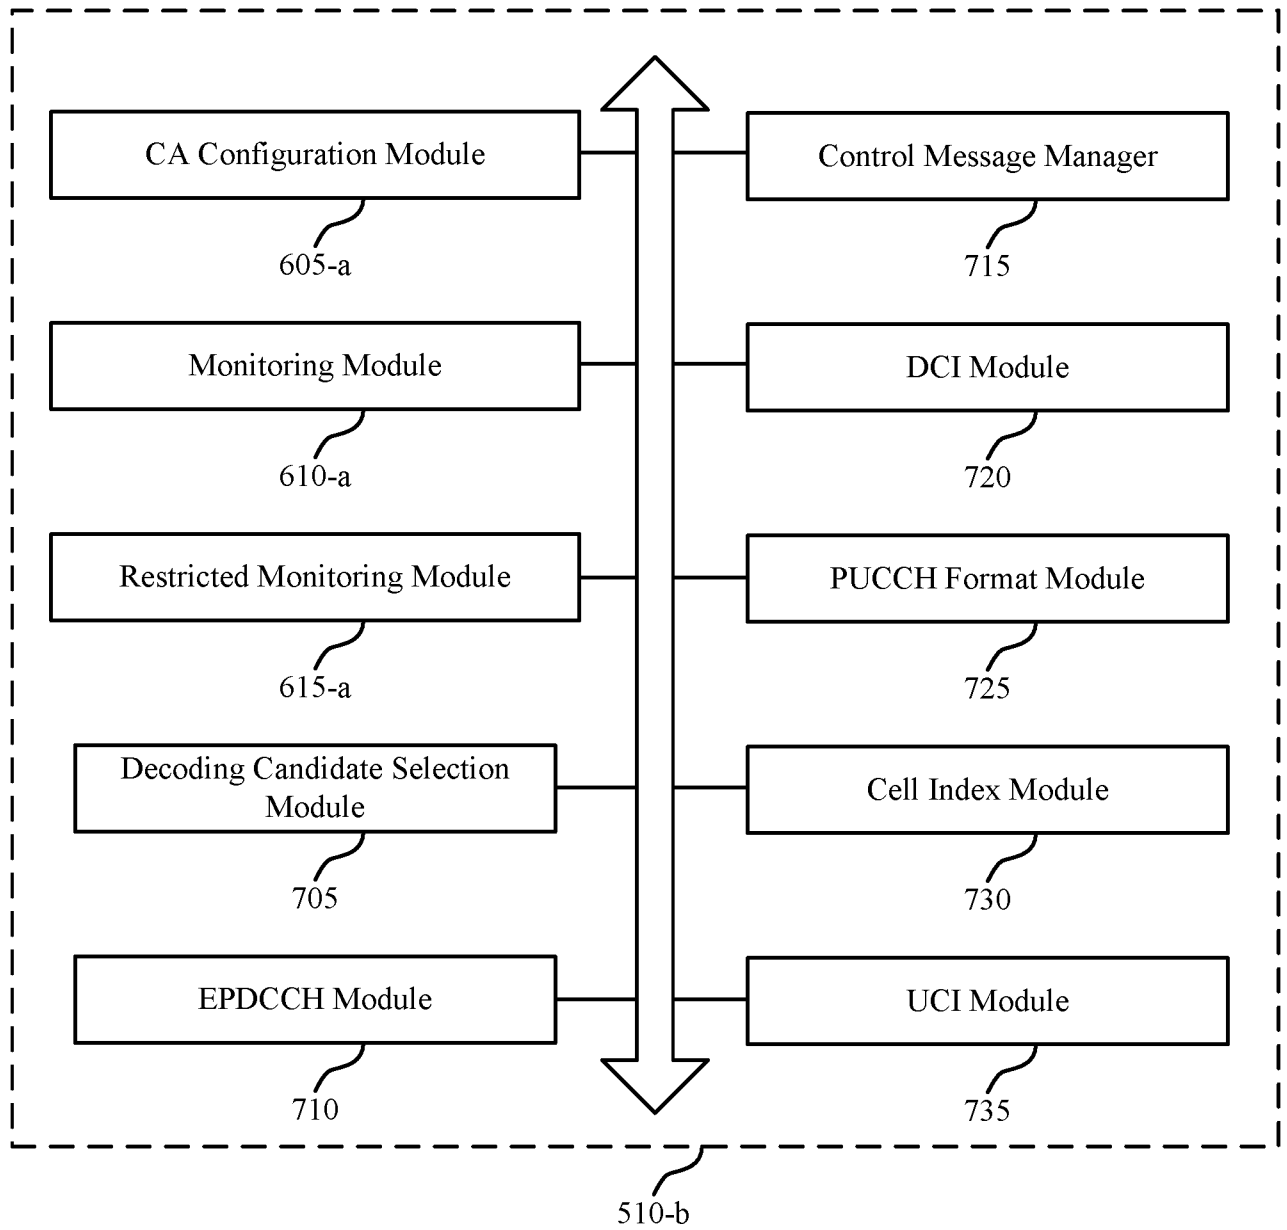 CA Configuration Module
605-a
Control Message Manager
715
Monitoring Module
610-a
DCI Module
720
Restricted Monitoring Module
615-a
PUCCH Format Module
725
Decoding Candidate Selection
Module
705
Cell Index Module
730
EPDCCH Module
710
UCI Module
735
510-b